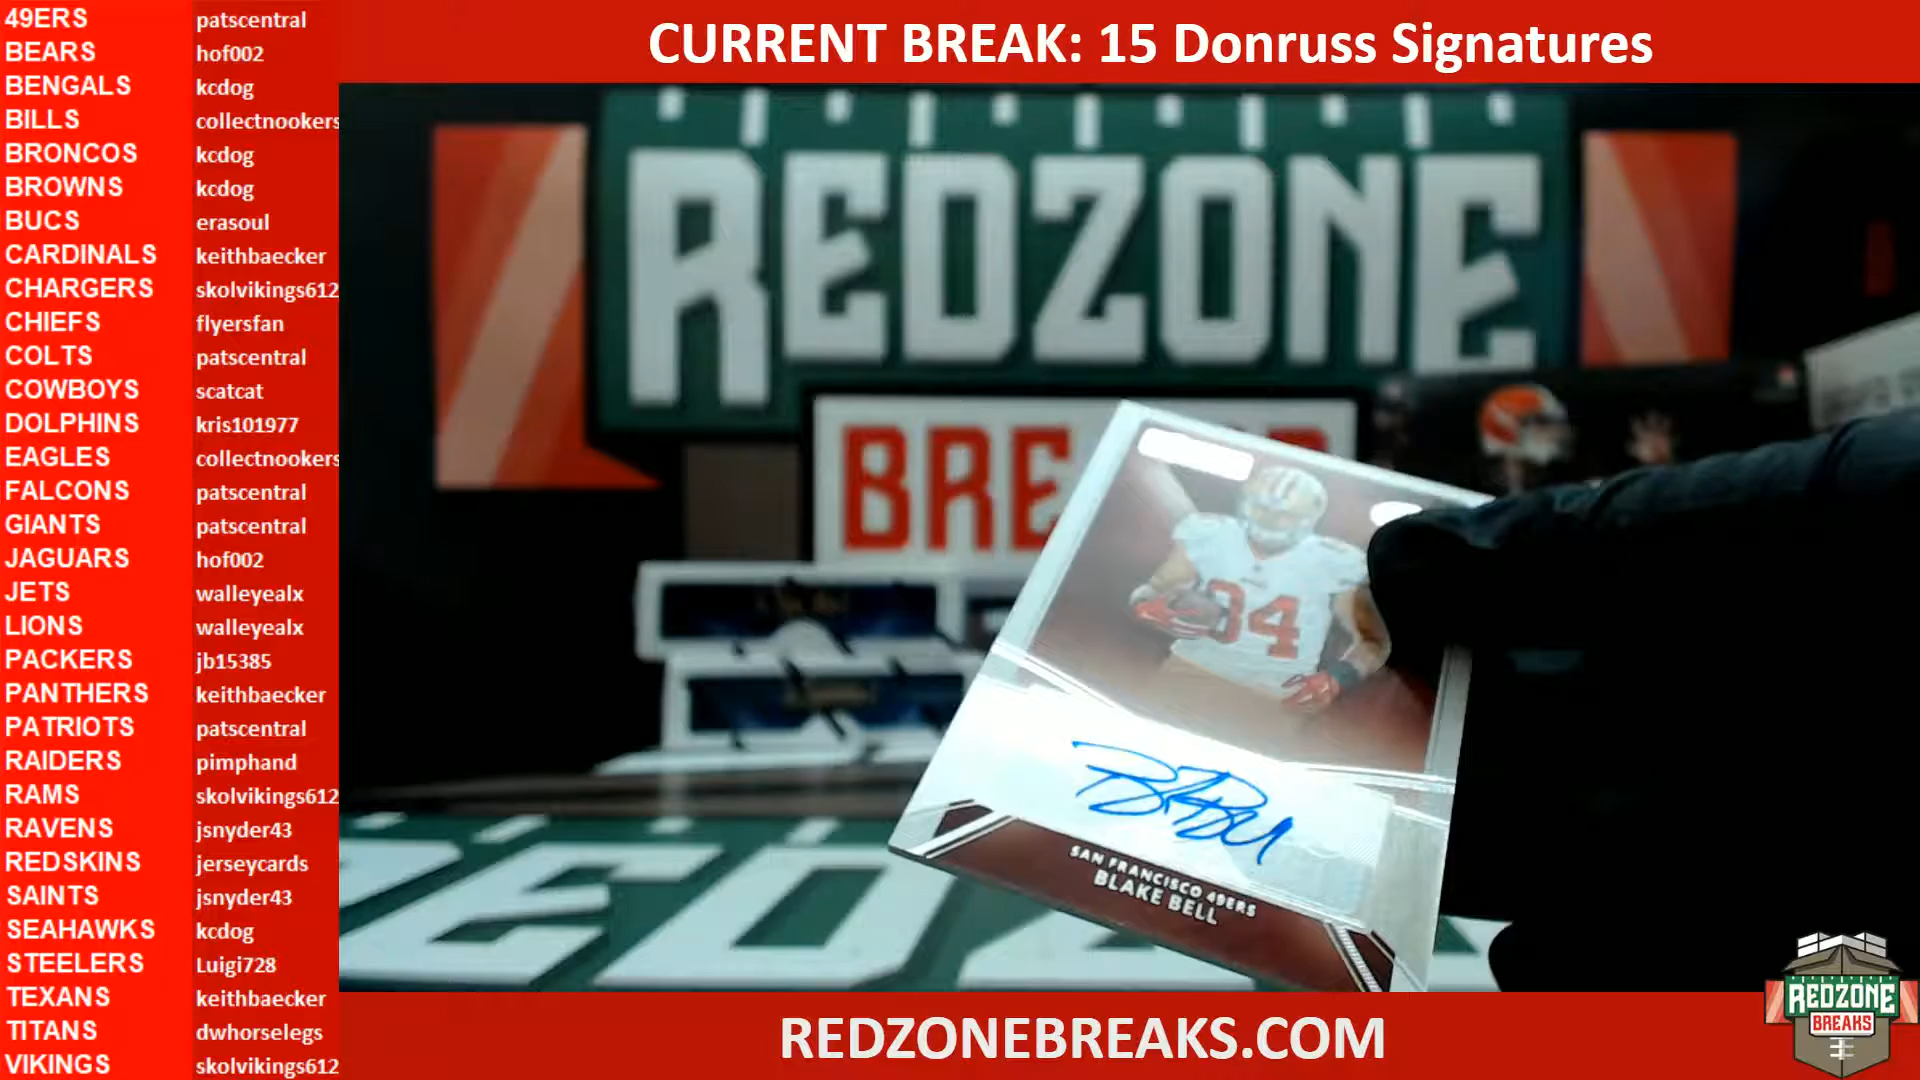 CURRENT BREAK: 15 Donruss Signatures
49ERS patscentral
BEARS hof002
BENGALS kcdog
BILLS collectnookers
BRONCOS kcdog
BROWNS kcdog
BUCS erasoul
CARDINALS keithbaecker
CHARGERS skolvikings612
CHIEFS flyersfan
COLTS patscentral
COWBOYS scatcat
DOLPHINS kris101977
EAGLES collectnookers
FALCONS patscentral
GIANTS patscentral
JAGUARS hof002
JETS walleyealx
LIONS walleyealx
PACKERS jb15385
PANTHERS keithbaecker
PATRIOTS patscentral
RAIDERS pimphand
RAMS skolvikings612
RAVENS jsnyder43
REDSKINS jerseycards
SAINTS jsnyder43
SEAHAWKS kcdog
STEELERS Luigi728
TEXANS keithbaecker
TITANS dwhorselegs
VIKINGS skolvikings612
REDZONE
BRE
84
SAN FRANCISCO 49ERS
BLAKE BELL
REDZONEBREAKS.COM
REDZONE
BREAKS